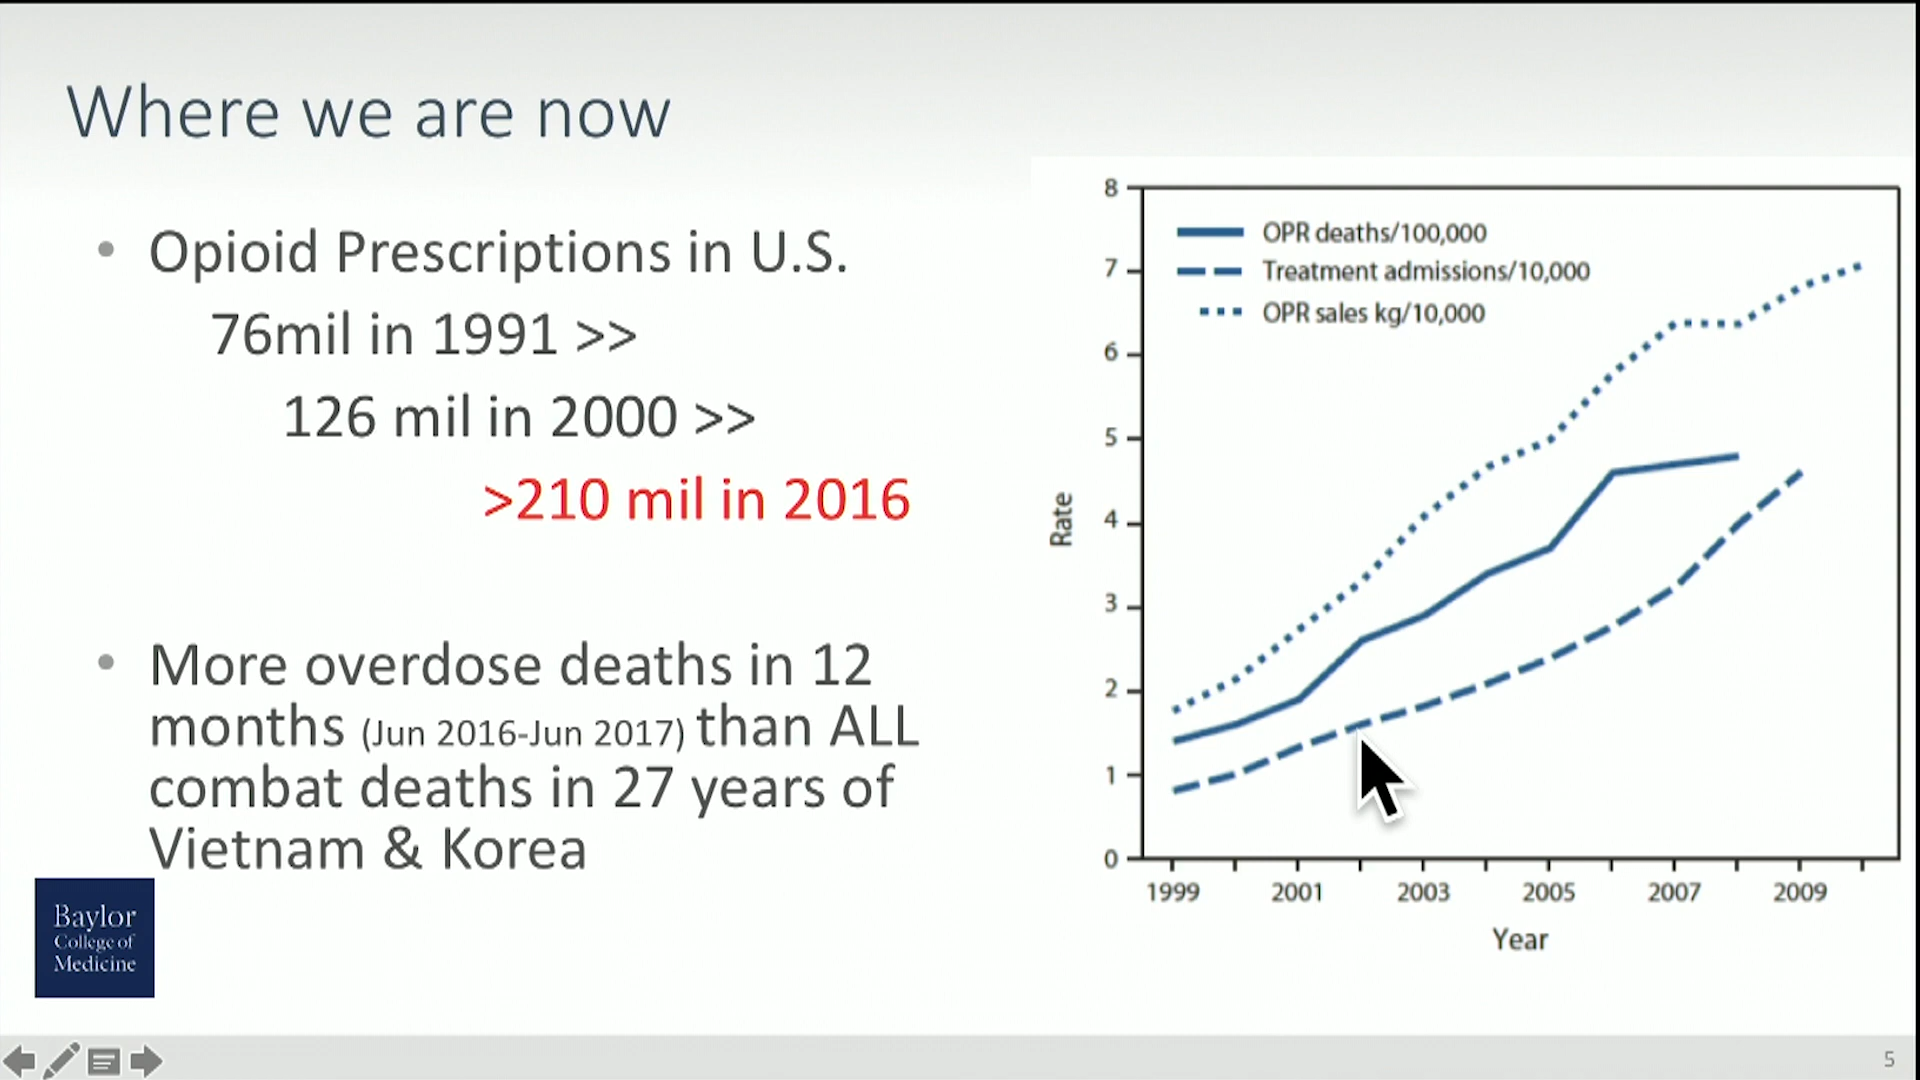 Where we are now
• Opioid Prescriptions in U.S.
76mil in 1991 >>
126 mil in 2000 >>
>210 mil in 2016
• More overdose deaths in 12
months (Jun 2016-Jun 2017) than ALL
combat deaths in 27 years of
Vietnam & Korea
Baylor
College of
Medicine
8
7
6
5
4
3
2
1
0
Rate
OPR deaths/100,000
Treatment admissions/10,000
OPR sales kg/10,000
1999 2001 2003 2005 2007 2009
Year
5